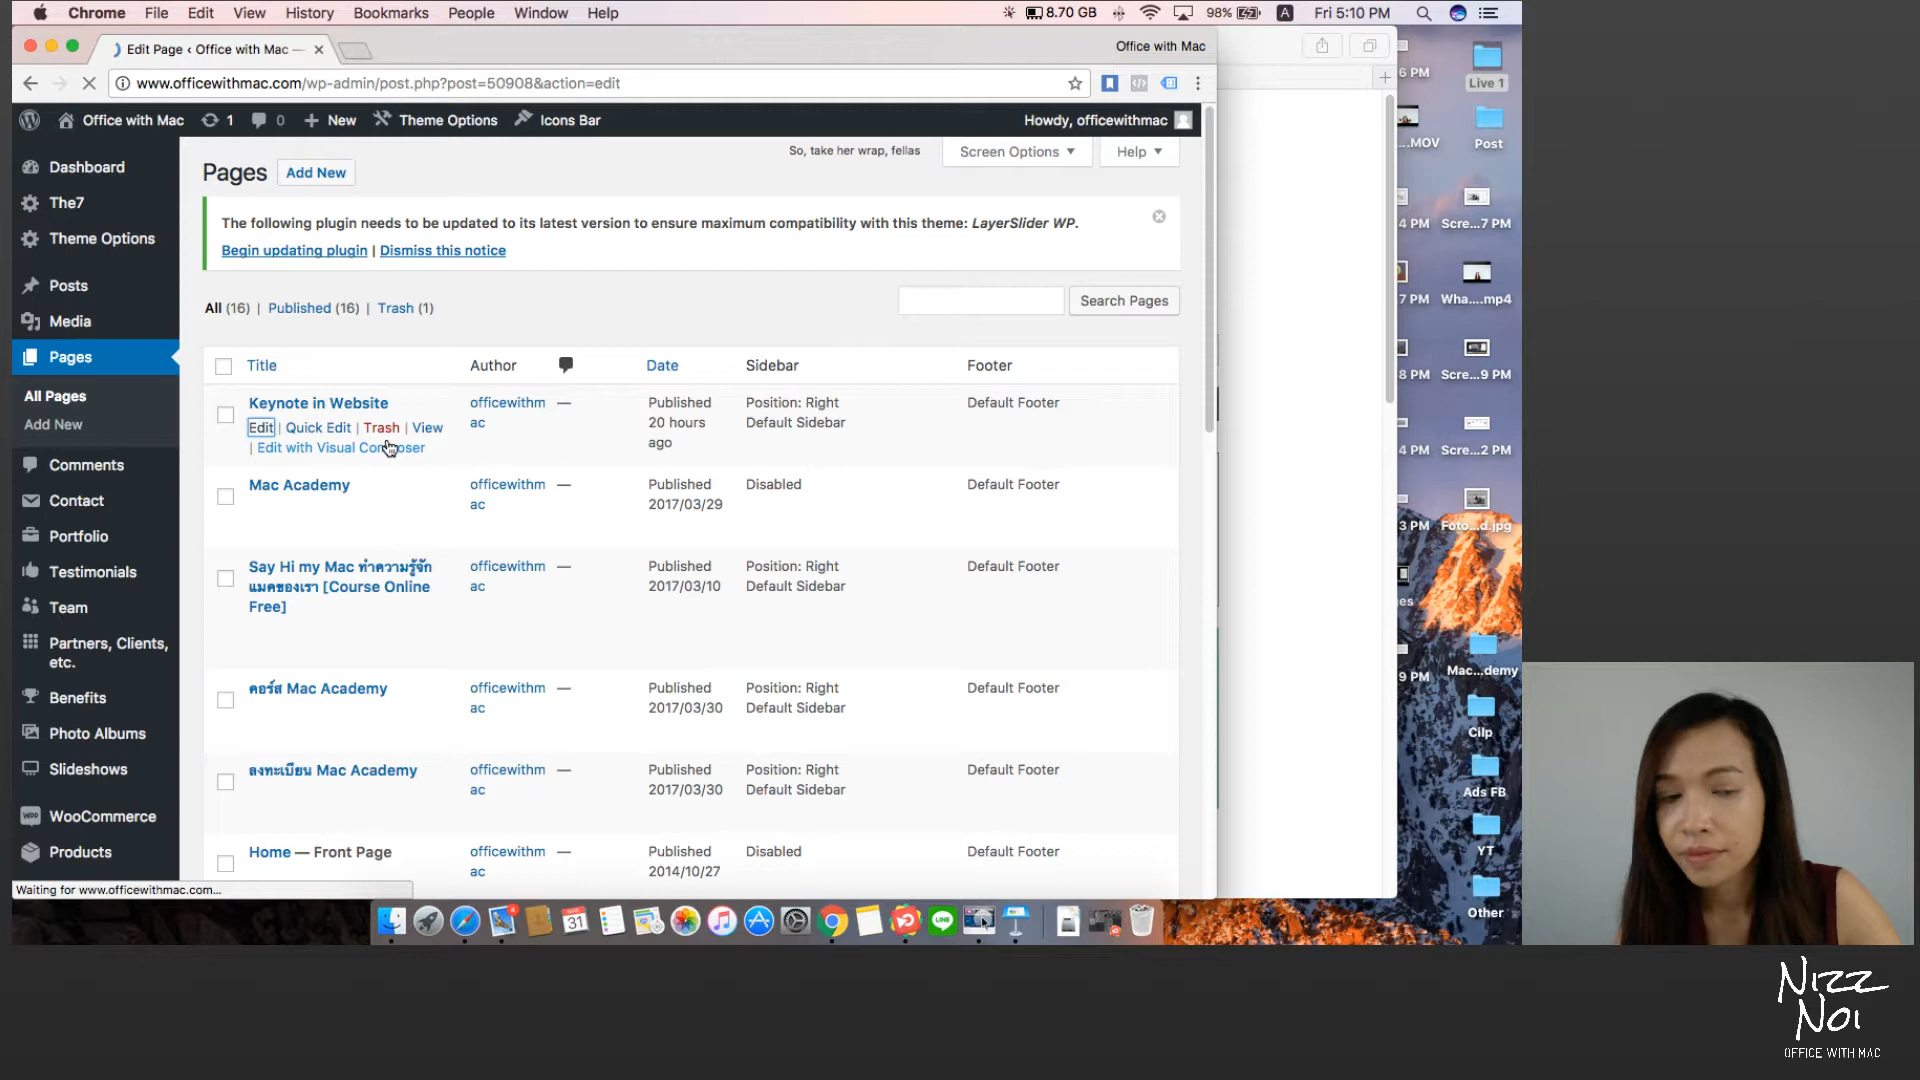 Chrome File Edit View History Bookmarks People Window Help
8.70 GB 98% A Fri 5:10 PM
Edit Page ‹ Office with Mac —
Office with Mac
www.officewithmac.com/wp-admin/post.php?post=50908&action=edit
Office with Mac 1 0 New Theme Options Icons Bar
Howdy, officewithmac
Dashboard
The7
Theme Options
Posts
Media
Pages
All Pages
Add New
Comments
Contact
Portfolio
Testimonials
Team
Partners, Clients,
etc.
Benefits
Photo Albums
Slideshows
WooCommerce
Products
So, take her wrap, fellas
Screen Options
Help
Pages
Add New
The following plugin needs to be updated to its latest version to ensure maximum compatibility with this theme: LayerSlider WP.
Begin updating plugin | Dismiss this notice
All (16) | Published (16) | Trash (1)
Search Pages
Title Author Date Sidebar Footer
Keynote in Website
Edit | Quick Edit | Trash | View
| Edit with Visual Composer
officewithm
ac
—
Published
20 hours
ago
Position: Right
Default Sidebar
Default Footer
Mac Academy
officewithm
ac
—
Published
2017/03/29
Disabled
Default Footer
Say Hi my Mac ทำความรู้จัก
แมคของเรา [Course Online
Free]
officewithm
ac
—
Published
2017/03/10
Position: Right
Default Sidebar
Default Footer
คอร์ส Mac Academy
officewithm
ac
—
Published
2017/03/30
Position: Right
Default Sidebar
Default Footer
ลงทะเบียน Mac Academy
officewithm
ac
—
Published
2017/03/30
Position: Right
Default Sidebar
Default Footer
Home — Front Page
officewithm
ac
—
Published
2014/10/27
Disabled
Default Footer
Waiting for www.officewithmac.com...
6 PM
Live 1
...MOV
Post
4 PM
Scre...7 PM
7 PM
Wha....mp4
8 PM
Scre...9 PM
4 PM
Scre...2 PM
3 PM
Foto...d.jpg
es
9 PM
Mac...demy
Cilp
Ads FB
YT
Other
31
LINE
NIZZ
NOI
OFFICE WITH MAC